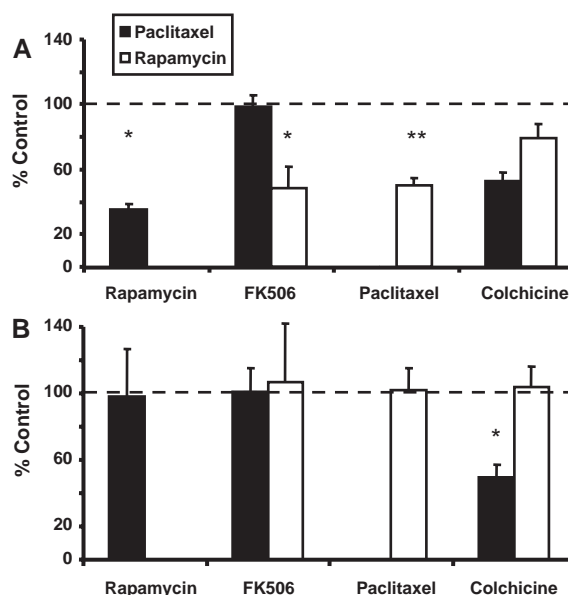 A
Paclitaxel
Rapamycin
% Control
140
100
60
20
0
*
*
**
Rapamycin FK506 Paclitaxel Colchicine
B
% Control
140
100
60
20
0
*
Rapamycin FK506 Paclitaxel Colchicine